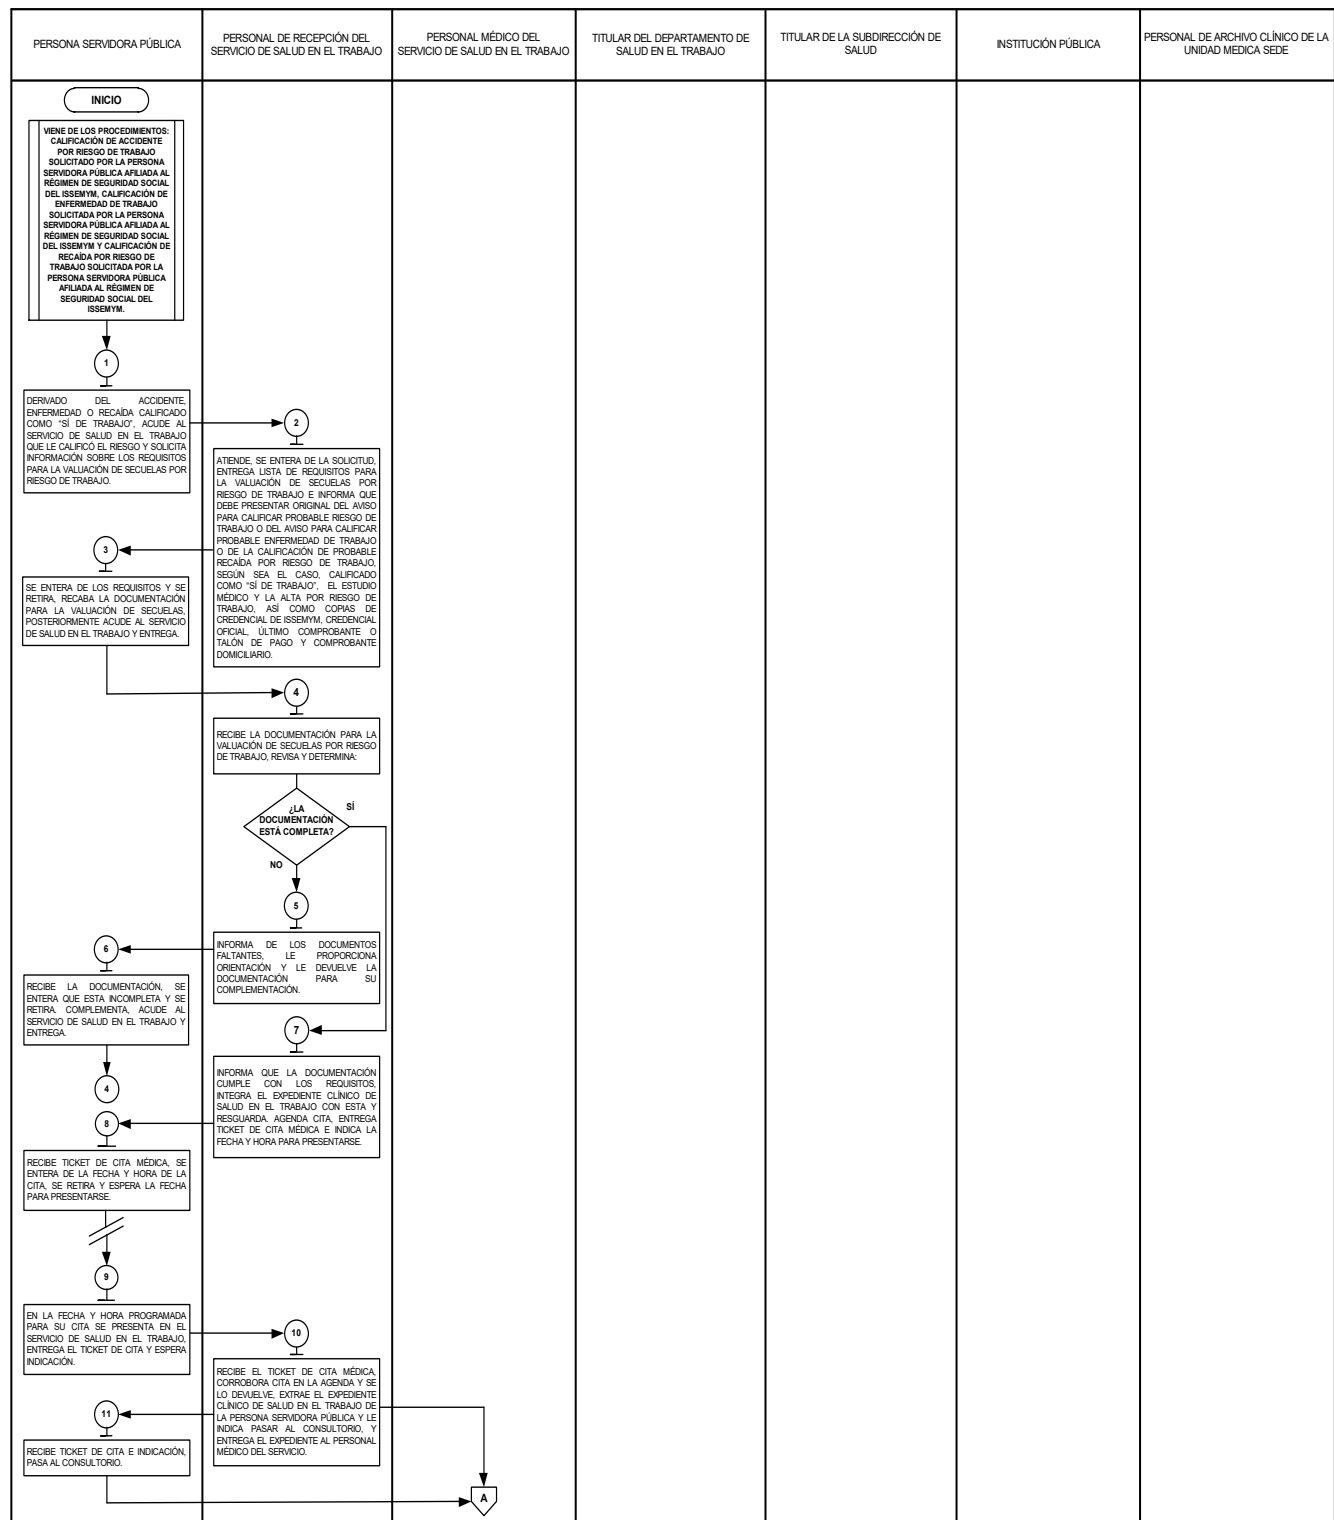 PERSONA SERVIDORA PÚBLICA
PERSONAL DE RECEPCIÓN DEL
SERVICIO DE SALUD EN EL TRABAJO
PERSONAL MÉDICO DEL
SERVICIO DE SALUD EN EL TRABAJO
TITULAR DEL DEPARTAMENTO DE
SALUD EN EL TRABAJO
TITULAR DE LA SUBDIRECCIÓN DE
SALUD
INSTITUCIÓN PÚBLICA
PERSONAL DE ARCHIVO CLÍNICO DE LA
UNIDAD MEDICA SEDE
INICIO
VIENE DE LOS PROCEDIMIENTOS:
CALIFICACIÓN DE ACCIDENTE
POR RIESGO DE TRABAJO
SOLICITADO POR LA PERSONA
SERVIDORA PÚBLICA AFILIADA AL
RÉGIMEN DE SEGURIDAD SOCIAL
DEL ISSEMYM, CALIFICACIÓN DE
ENFERMEDAD DE TRABAJO
SOLICITADA POR LA PERSONA
SERVIDORA PÚBLICA AFILIADA AL
RÉGIMEN DE SEGURIDAD SOCIAL
DEL ISSEMYM Y CALIFICACIÓN DE
RECAÍDA POR RIESGO DE
TRABAJO SOLICITADA POR LA
PERSONA SERVIDORA PÚBLICA
AFILIADA AL RÉGIMEN DE
SEGURIDAD SOCIAL DEL
ISSEMYM.
1
DERIVADO DEL ACCIDENTE,
ENFERMEDAD O RECAÍDA CALIFICADO
COMO “SÍ DE TRABAJO”, ACUDE AL
SERVICIO DE SALUD EN EL TRABAJO
QUE LE CALIFICÓ EL RIESGO Y SOLICITA
INFORMACIÓN SOBRE LOS REQUISITOS
PARA LA VALUACIÓN DE SECUELAS POR
RIESGO DE TRABAJO.
2
ATIENDE, SE ENTERA DE LA SOLICITUD,
ENTREGA LISTA DE REQUISITOS PARA
LA VALUACIÓN DE SECUELAS POR
RIESGO DE TRABAJO E INFORMA QUE
DEBE PRESENTAR ORIGINAL DEL AVISO
PARA CALIFICAR PROBABLE RIESGO DE
TRABAJO O DEL AVISO PARA CALIFICAR
PROBABLE ENFERMEDAD DE TRABAJO
O DE LA CALIFICACIÓN DE PROBABLE
RECAÍDA POR RIESGO DE TRABAJO,
SEGÚN SEA EL CASO, CALIFICADO
COMO “SÍ DE TRABAJO”, EL ESTUDIO
MÉDICO Y LA ALTA POR RIESGO DE
TRABAJO, ASÍ COMO COPIAS DE
CREDENCIAL DE ISSEMYM, CREDENCIAL
OFICIAL, ÚLTIMO COMPROBANTE O
TALÓN DE PAGO Y COMPROBANTE
DOMICILIARIO.
3
SE ENTERA DE LOS REQUISITOS Y SE
RETIRA, RECABA LA DOCUMENTACIÓN
PARA LA VALUACIÓN DE SECUELAS,
POSTERIORMENTE ACUDE AL SERVICIO
DE SALUD EN EL TRABAJO Y ENTREGA.
4
RECIBE LA DOCUMENTACIÓN PARA LA
VALUACIÓN DE SECUELAS POR RIESGO
DE TRABAJO, REVISA Y DETERMINA:
¿LA
DOCUMENTACIÓN
ESTÁ COMPLETA?
SÍ
NO
5
INFORMA DE LOS DOCUMENTOS
FALTANTES, LE PROPORCIONA
ORIENTACIÓN Y LE DEVUELVE LA
DOCUMENTACIÓN PARA SU
COMPLEMENTACIÓN.
6
RECIBE LA DOCUMENTACIÓN, SE
ENTERA QUE ESTA INCOMPLETA Y SE
RETIRA. COMPLEMENTA, ACUDE AL
SERVICIO DE SALUD EN EL TRABAJO Y
ENTREGA.
4
7
INFORMA QUE LA DOCUMENTACIÓN
CUMPLE CON LOS REQUISITOS,
INTEGRA EL EXPEDIENTE CLÍNICO DE
SALUD EN EL TRABAJO CON ESTA Y
RESGUARDA. AGENDA CITA, ENTREGA
TICKET DE CITA MÉDICA E INDICA LA
FECHA Y HORA PARA PRESENTARSE.
8
RECIBE TICKET DE CITA MÉDICA, SE
ENTERA DE LA FECHA Y HORA DE LA
CITA, SE RETIRA Y ESPERA LA FECHA
PARA PRESENTARSE.
9
EN LA FECHA Y HORA PROGRAMADA
PARA SU CITA SE PRESENTA EN EL
SERVICIO DE SALUD EN EL TRABAJO,
ENTREGA EL TICKET DE CITA Y ESPERA
INDICACIÓN.
10
RECIBE EL TICKET DE CITA MÉDICA,
CORROBORA CITA EN LA AGENDA Y SE
LO DEVUELVE, EXTRAE EL EXPEDIENTE
CLÍNICO DE SALUD EN EL TRABAJO DE
LA PERSONA SERVIDORA PÚBLICA Y LE
INDICA PASAR AL CONSULTORIO, Y
ENTREGA EL EXPEDIENTE AL PERSONAL
MÉDICO DEL SERVICIO.
11
RECIBE TICKET DE CITA E INDICACIÓN,
PASA AL CONSULTORIO.
A